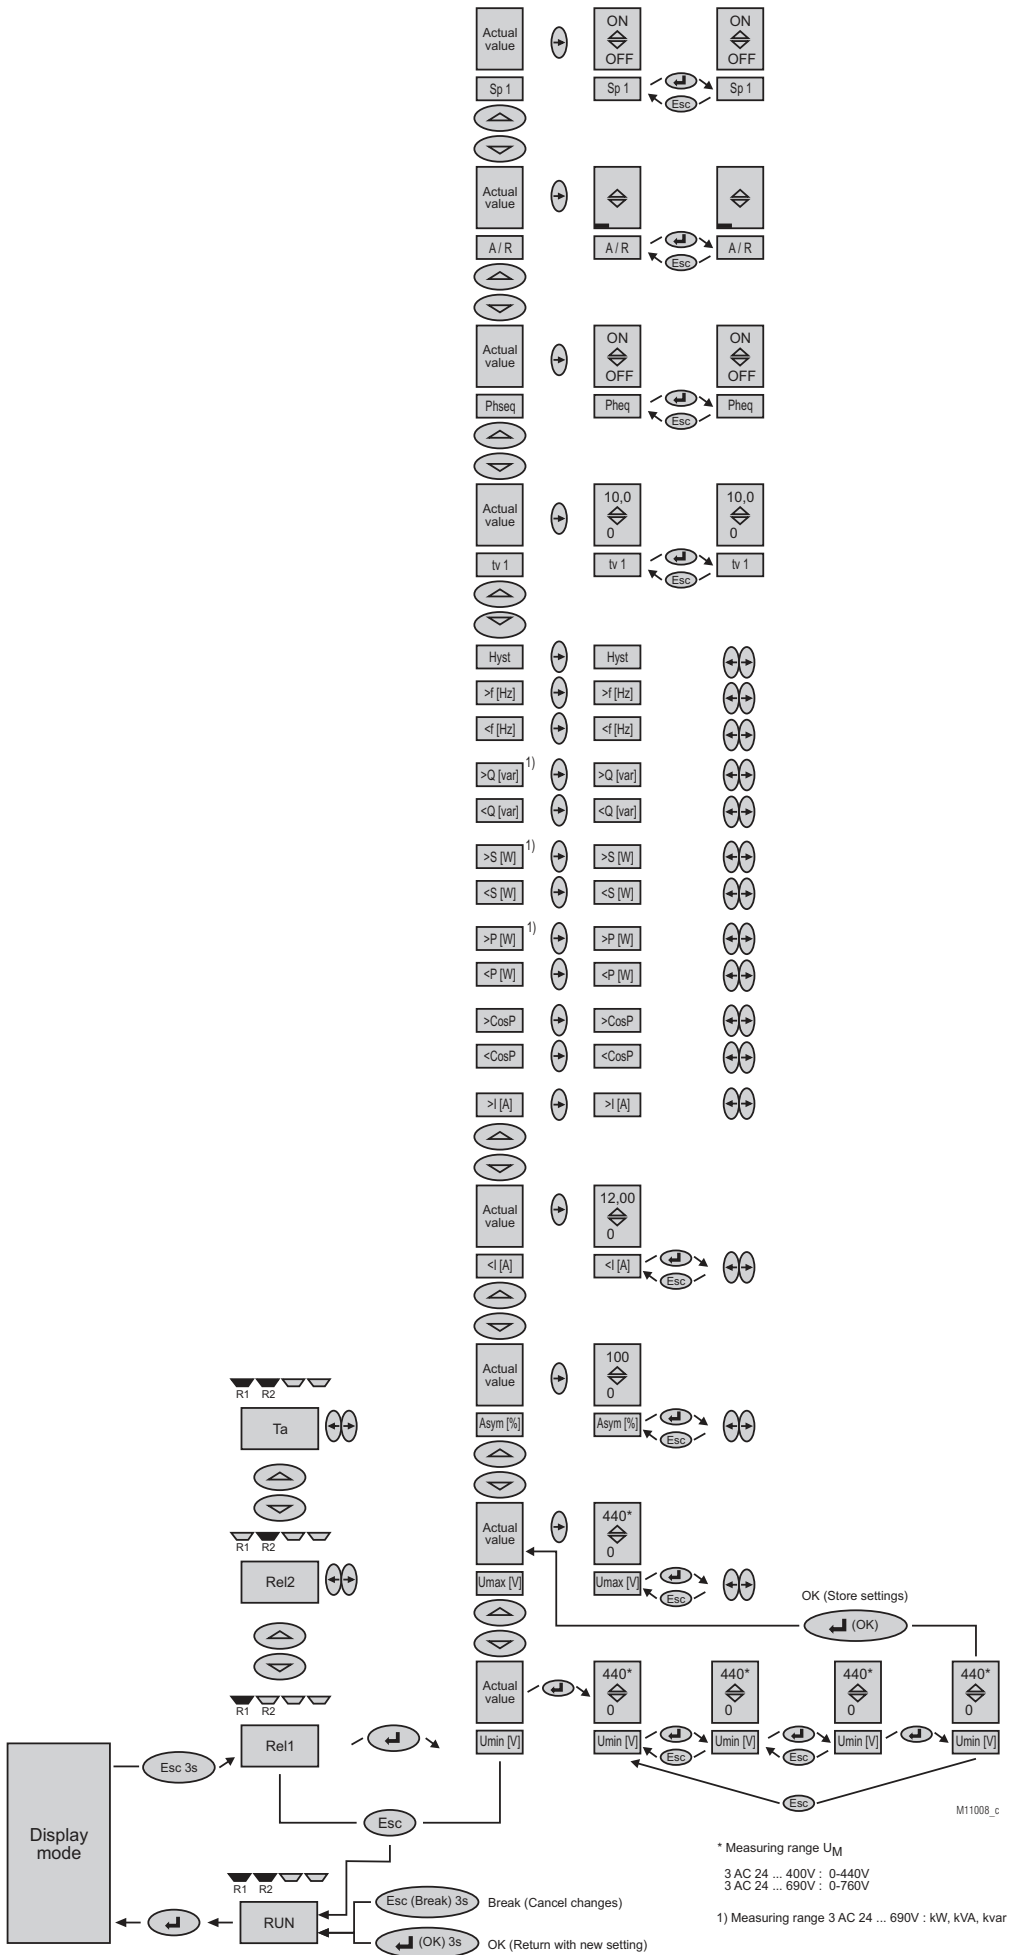 Actual value ON OFF ON OFF
Sp 1 Sp 1 Esc Sp 1
Actual value
A / R A / R Esc A / R
Actual value ON OFF ON OFF
Phseq Pheq Esc Pheq
Actual value 10,0 0 10,0 0
tv 1 tv 1 Esc tv 1
Hyst Hyst
>f [Hz] >f [Hz]
<f [Hz] <f [Hz]
>Q [var] 1) >Q [var]
<Q [var] <Q [var]
>S [W] 1) >S [W]
<S [W] <S [W]
>P [W] 1) >P [W]
<P [W] <P [W]
>CosP >CosP
<CosP <CosP
>I [A] >I [A]
Actual value 12,00 0
<I [A] <I [A] Esc
Actual value 100 0
Asym [%] Asym [%] Esc
R1 R2
Ta
Actual value 440* 0
Umax [V] Umax [V] Esc
R1 R2
Rel2
OK (Store settings)
(OK)
Actual value 440* 0 440* 0 440* 0 440* 0
Umin [V] Umin [V] Esc Umin [V] Esc Umin [V] Umin [V]
Esc
R1 R2
Rel1
Esc 3s
Esc
M11008_c
Display
mode
R1 R2
RUN
Esc (Break) 3s Break (Cancel changes)
(OK) 3s OK (Return with new setting)
* Measuring range UM
3 AC 24 ... 400V : 0-440V
3 AC 24 ... 690V : 0-760V
1) Measuring range 3 AC 24 ... 690V : kW, kVA, kvar